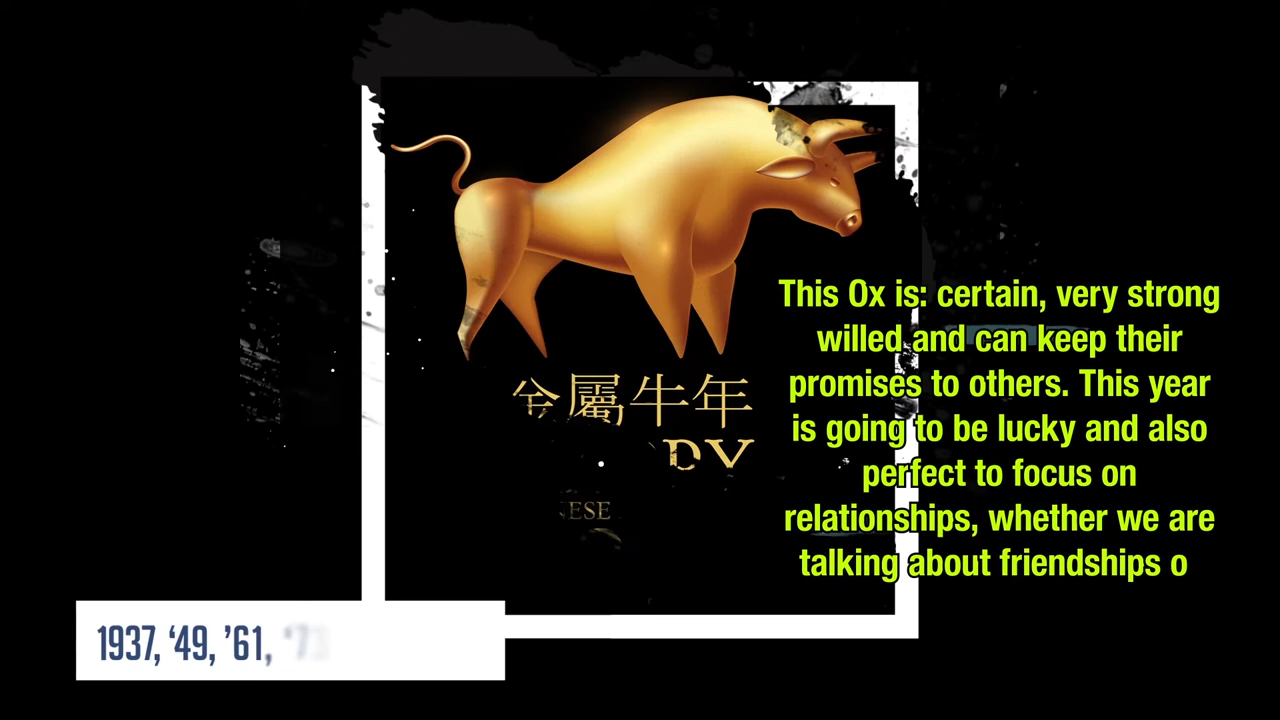 金屬牛年
This Ox is: certain, very strong
willed and can keep their
promises to others. This year
is going to be lucky and also
perfect to focus on
relationships, whether we are
talking about friendships o
1937, ‘49, ’61, ‘73